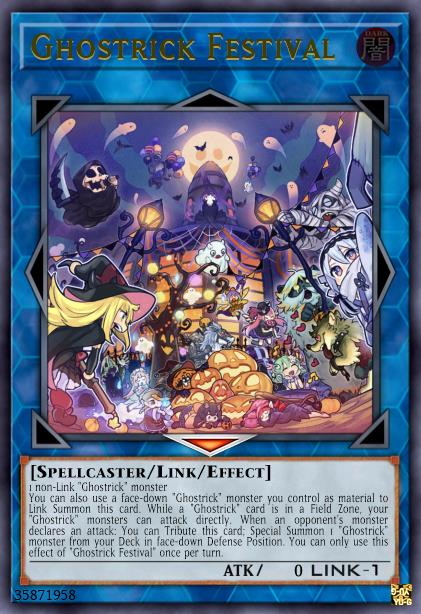 Ghostrick Festival
DARK
闇
[Spellcaster/Link/Effect]
1 non-Link "Ghostrick" monster
You can also use a face-down "Ghostrick" monster you control as material to
Link Summon this card. While a "Ghostrick" card is in a Field Zone, your
"Ghostrick" monsters can attack directly. When an opponent's monster
declares an attack: You can Tribute this card; Special Summon 1 "Ghostrick"
monster from your Deck in face-down Defense Position. You can only use this
effect of "Ghostrick Festival" once per turn.
ATK/ 0 LINK-1
35871958